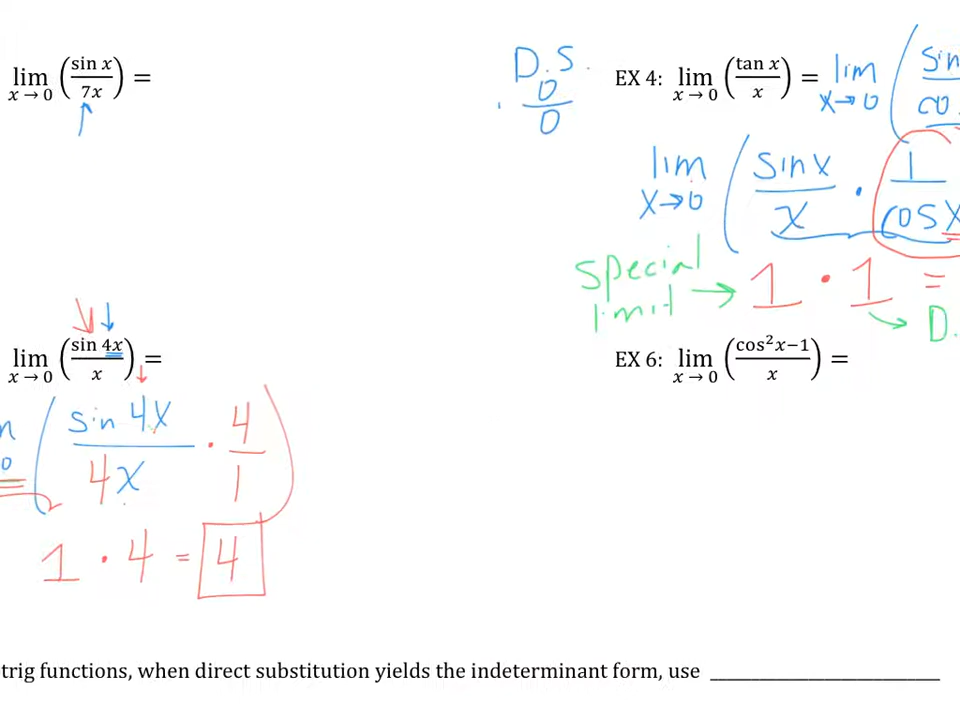 lim x→0 (sin x / 7x) =
D.S.
0/0
EX 4: lim x→0 (tan x / x) = lim x→0 (
lim x→0 ( sin x / x · 1 / cos x
special limit → 1 · 1 =
D.
lim x→0 (sin 4x / x) =
( sin 4x / 4x · 4 / 1 )
1 · 4 = 4
EX 6: lim x→0 (cos²x−1 / x) =
trig functions, when direct substitution yields the indeterminant form, use ____________________